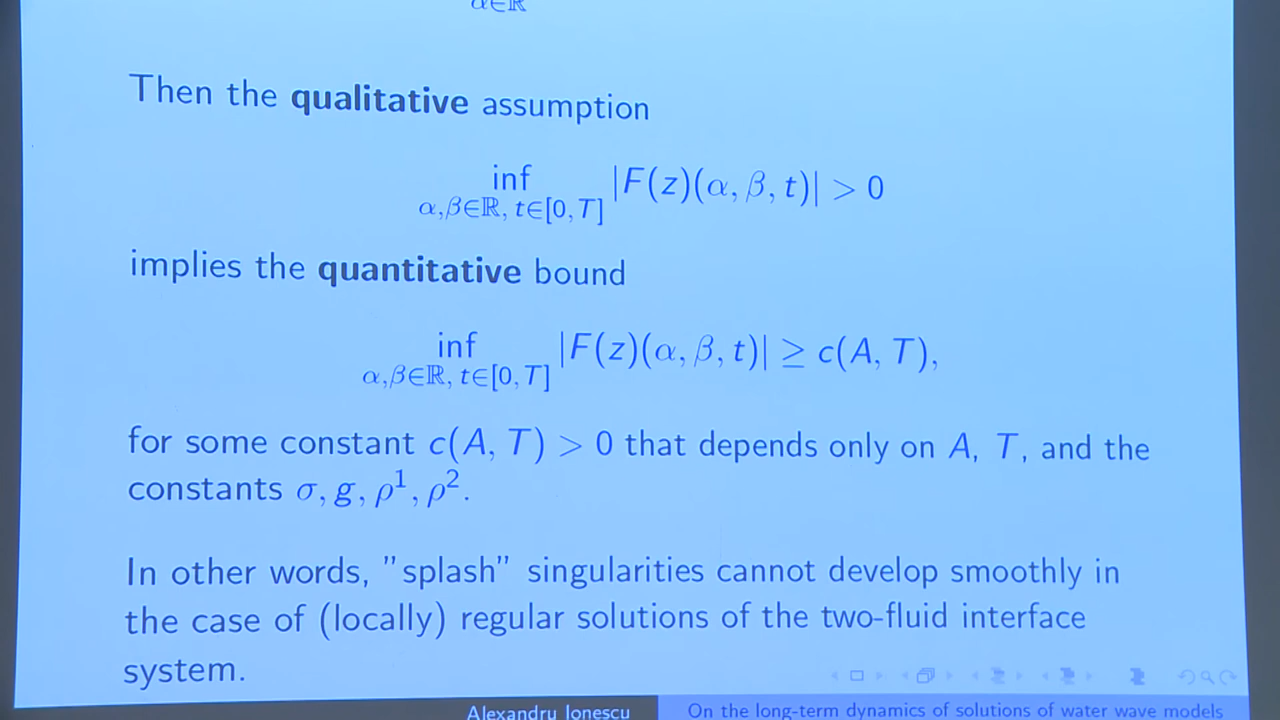 α∈ℝ
Then the qualitative assumption
inf |F(z)(α, β, t)| > 0
α,β∈ℝ, t∈[0,T]
implies the quantitative bound
inf |F(z)(α, β, t)| ≥ c(A, T),
α,β∈ℝ, t∈[0,T]
for some constant c(A, T) > 0 that depends only on A, T, and the
constants σ, g, ρ¹, ρ².
In other words, "splash" singularities cannot develop smoothly in
the case of (locally) regular solutions of the two-fluid interface
system.
Alexandru Ionescu
On the long-term dynamics of solutions of water wave models